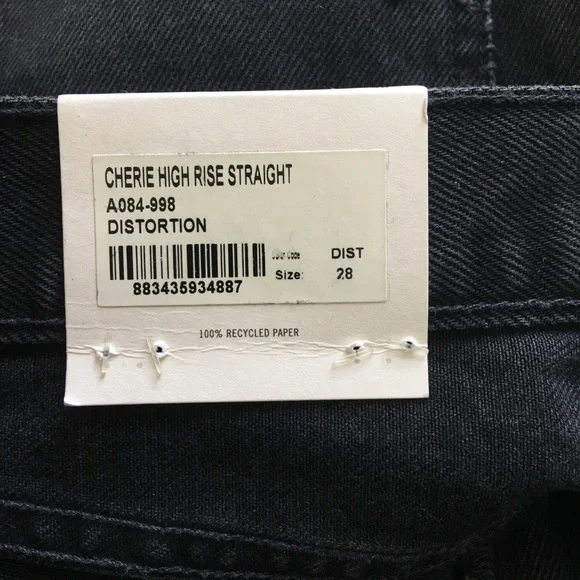 CHERIE HIGH RISE STRAIGHT
A084-998
DISTORTION
Color Code DIST
Size: 28
883435934887
100% RECYCLED PAPER